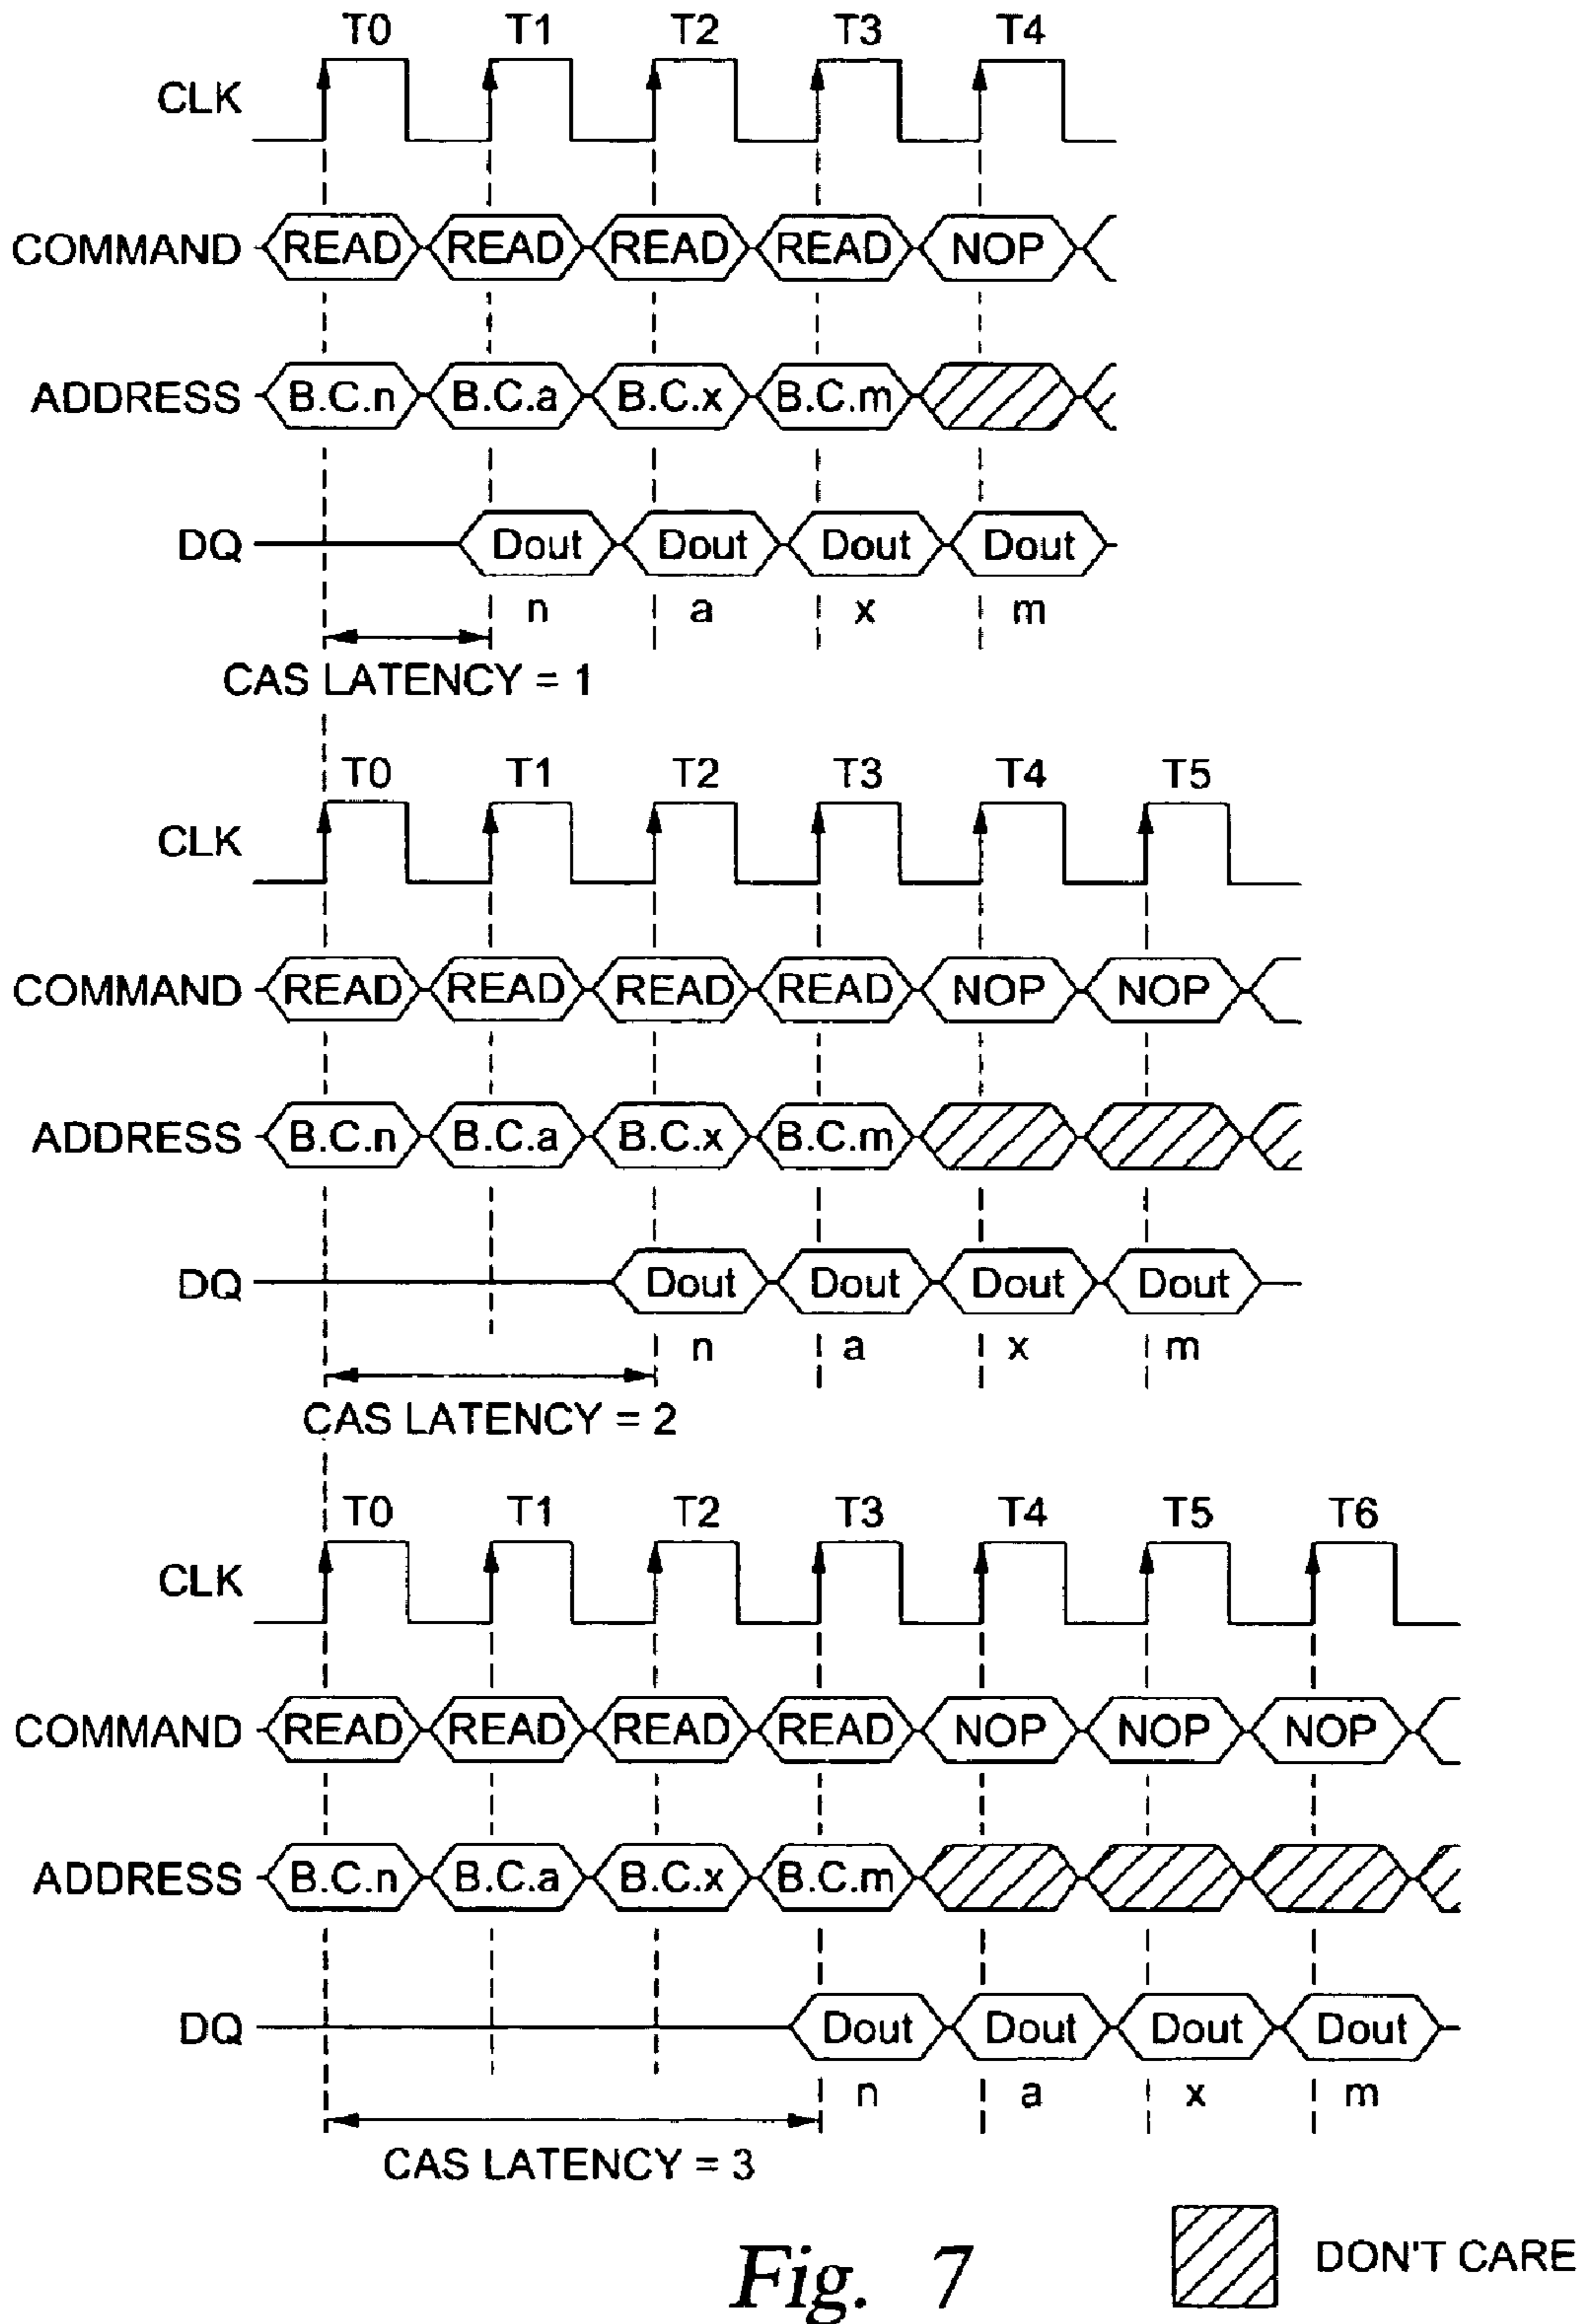 T0 T1 T2 T3 T4
CLK
COMMAND READ READ READ READ NOP
ADDRESS B.C.n B.C.a B.C.x B.C.m
DQ Dout Dout Dout Dout
n a x m
CAS LATENCY = 1
T0 T1 T2 T3 T4 T5
CLK
COMMAND READ READ READ READ NOP NOP
ADDRESS B.C.n B.C.a B.C.x B.C.m
DQ Dout Dout Dout Dout
n a x m
CAS LATENCY = 2
T0 T1 T2 T3 T4 T5 T6
CLK
COMMAND READ READ READ READ NOP NOP NOP
ADDRESS B.C.n B.C.a B.C.x B.C.m
DQ Dout Dout Dout Dout
n a x m
CAS LATENCY = 3
DON'T CARE
Fig. 7